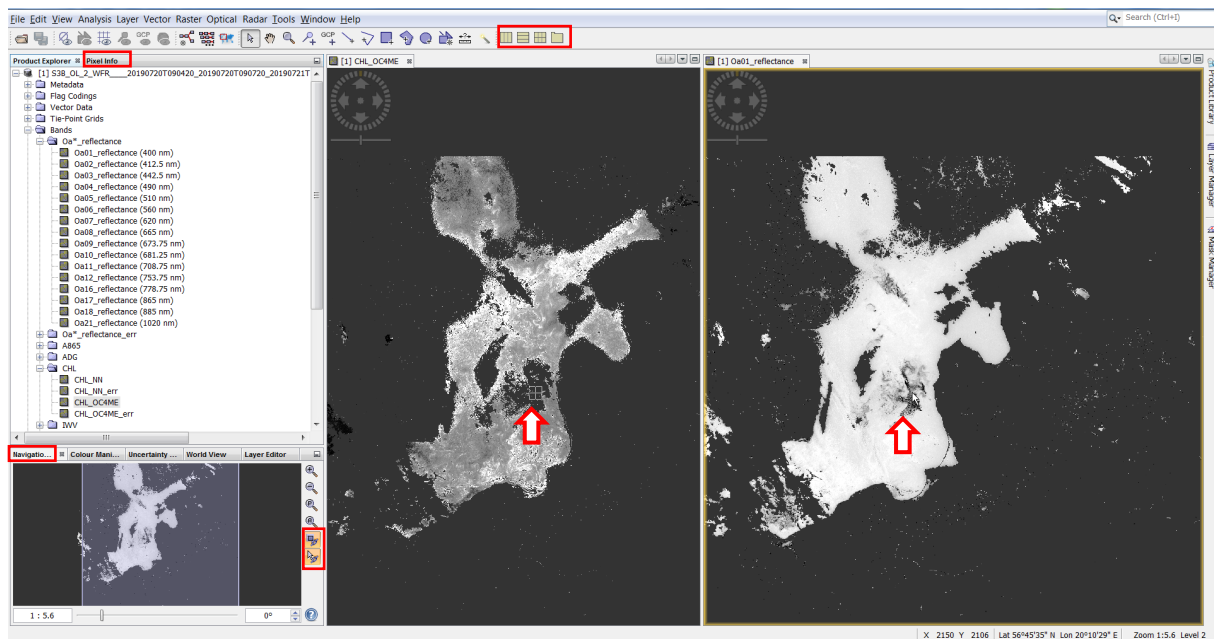 File Edit View Analysis Layer Vector Raster Optical Radar Tools Window Help
Search (Ctrl+I)
GCP
GCP
Product Explorer Pixel Info
[1] S3B_OL_2_WFR____20190720T090420_20190720T090720_20190721T
Metadata
Flag Codings
Vector Data
Tie-Point Grids
Bands
Oa*_reflectance
Oa01_reflectance (400 nm)
Oa02_reflectance (412.5 nm)
Oa03_reflectance (442.5 nm)
Oa04_reflectance (490 nm)
Oa05_reflectance (510 nm)
Oa06_reflectance (560 nm)
Oa07_reflectance (620 nm)
Oa08_reflectance (665 nm)
Oa09_reflectance (673.75 nm)
Oa10_reflectance (681.25 nm)
Oa11_reflectance (708.75 nm)
Oa12_reflectance (753.75 nm)
Oa16_reflectance (778.75 nm)
Oa17_reflectance (865 nm)
Oa18_reflectance (885 nm)
Oa21_reflectance (1020 nm)
Oa*_reflectance_err
A865
ADG
CHL
CHL_NN
CHL_NN_err
CHL_OC4ME
CHL_OC4ME_err
IWV
Navigatio... Colour Mani... Uncertainty ... World View Layer Editor
1 : 5.6
0°
[1] CHL_OC4ME
[1] Oa01_reflectance
Product Library
Layer Manager
Mask Manager
X 2150 Y 2106 Lat 56°45'35" N Lon 20°10'29" E Zoom 1:5.6 Level 2